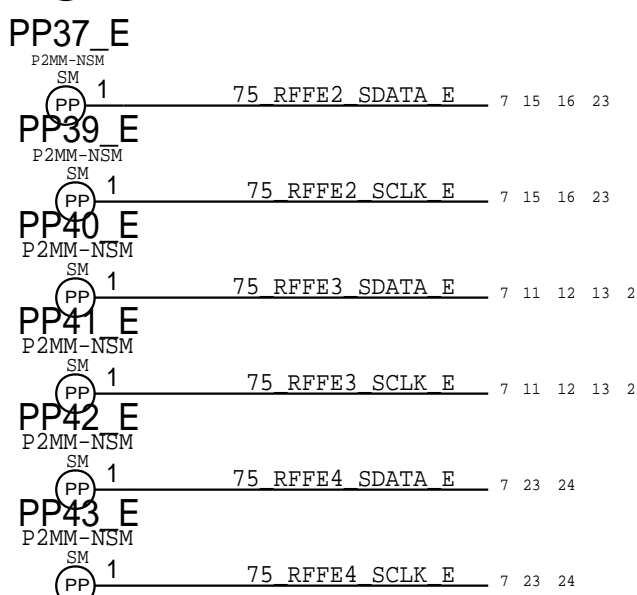 PP37_E
P2MM-NSM
SM
PP 1 75_RFFE2_SDATA_E 7 15 16 23
PP39_E
P2MM-NSM
SM
PP 1 75_RFFE2_SCLK_E 7 15 16 23
PP40_E
P2MM-NSM
SM
PP 1 75_RFFE3_SDATA_E 7 11 12 13 2
PP41_E
P2MM-NSM
SM
PP 1 75_RFFE3_SCLK_E 7 11 12 13 2
PP42_E
P2MM-NSM
SM
PP 1 75_RFFE4_SDATA_E 7 23 24
PP43_E
P2MM-NSM
SM
PP 1 75_RFFE4_SCLK_E 7 23 24